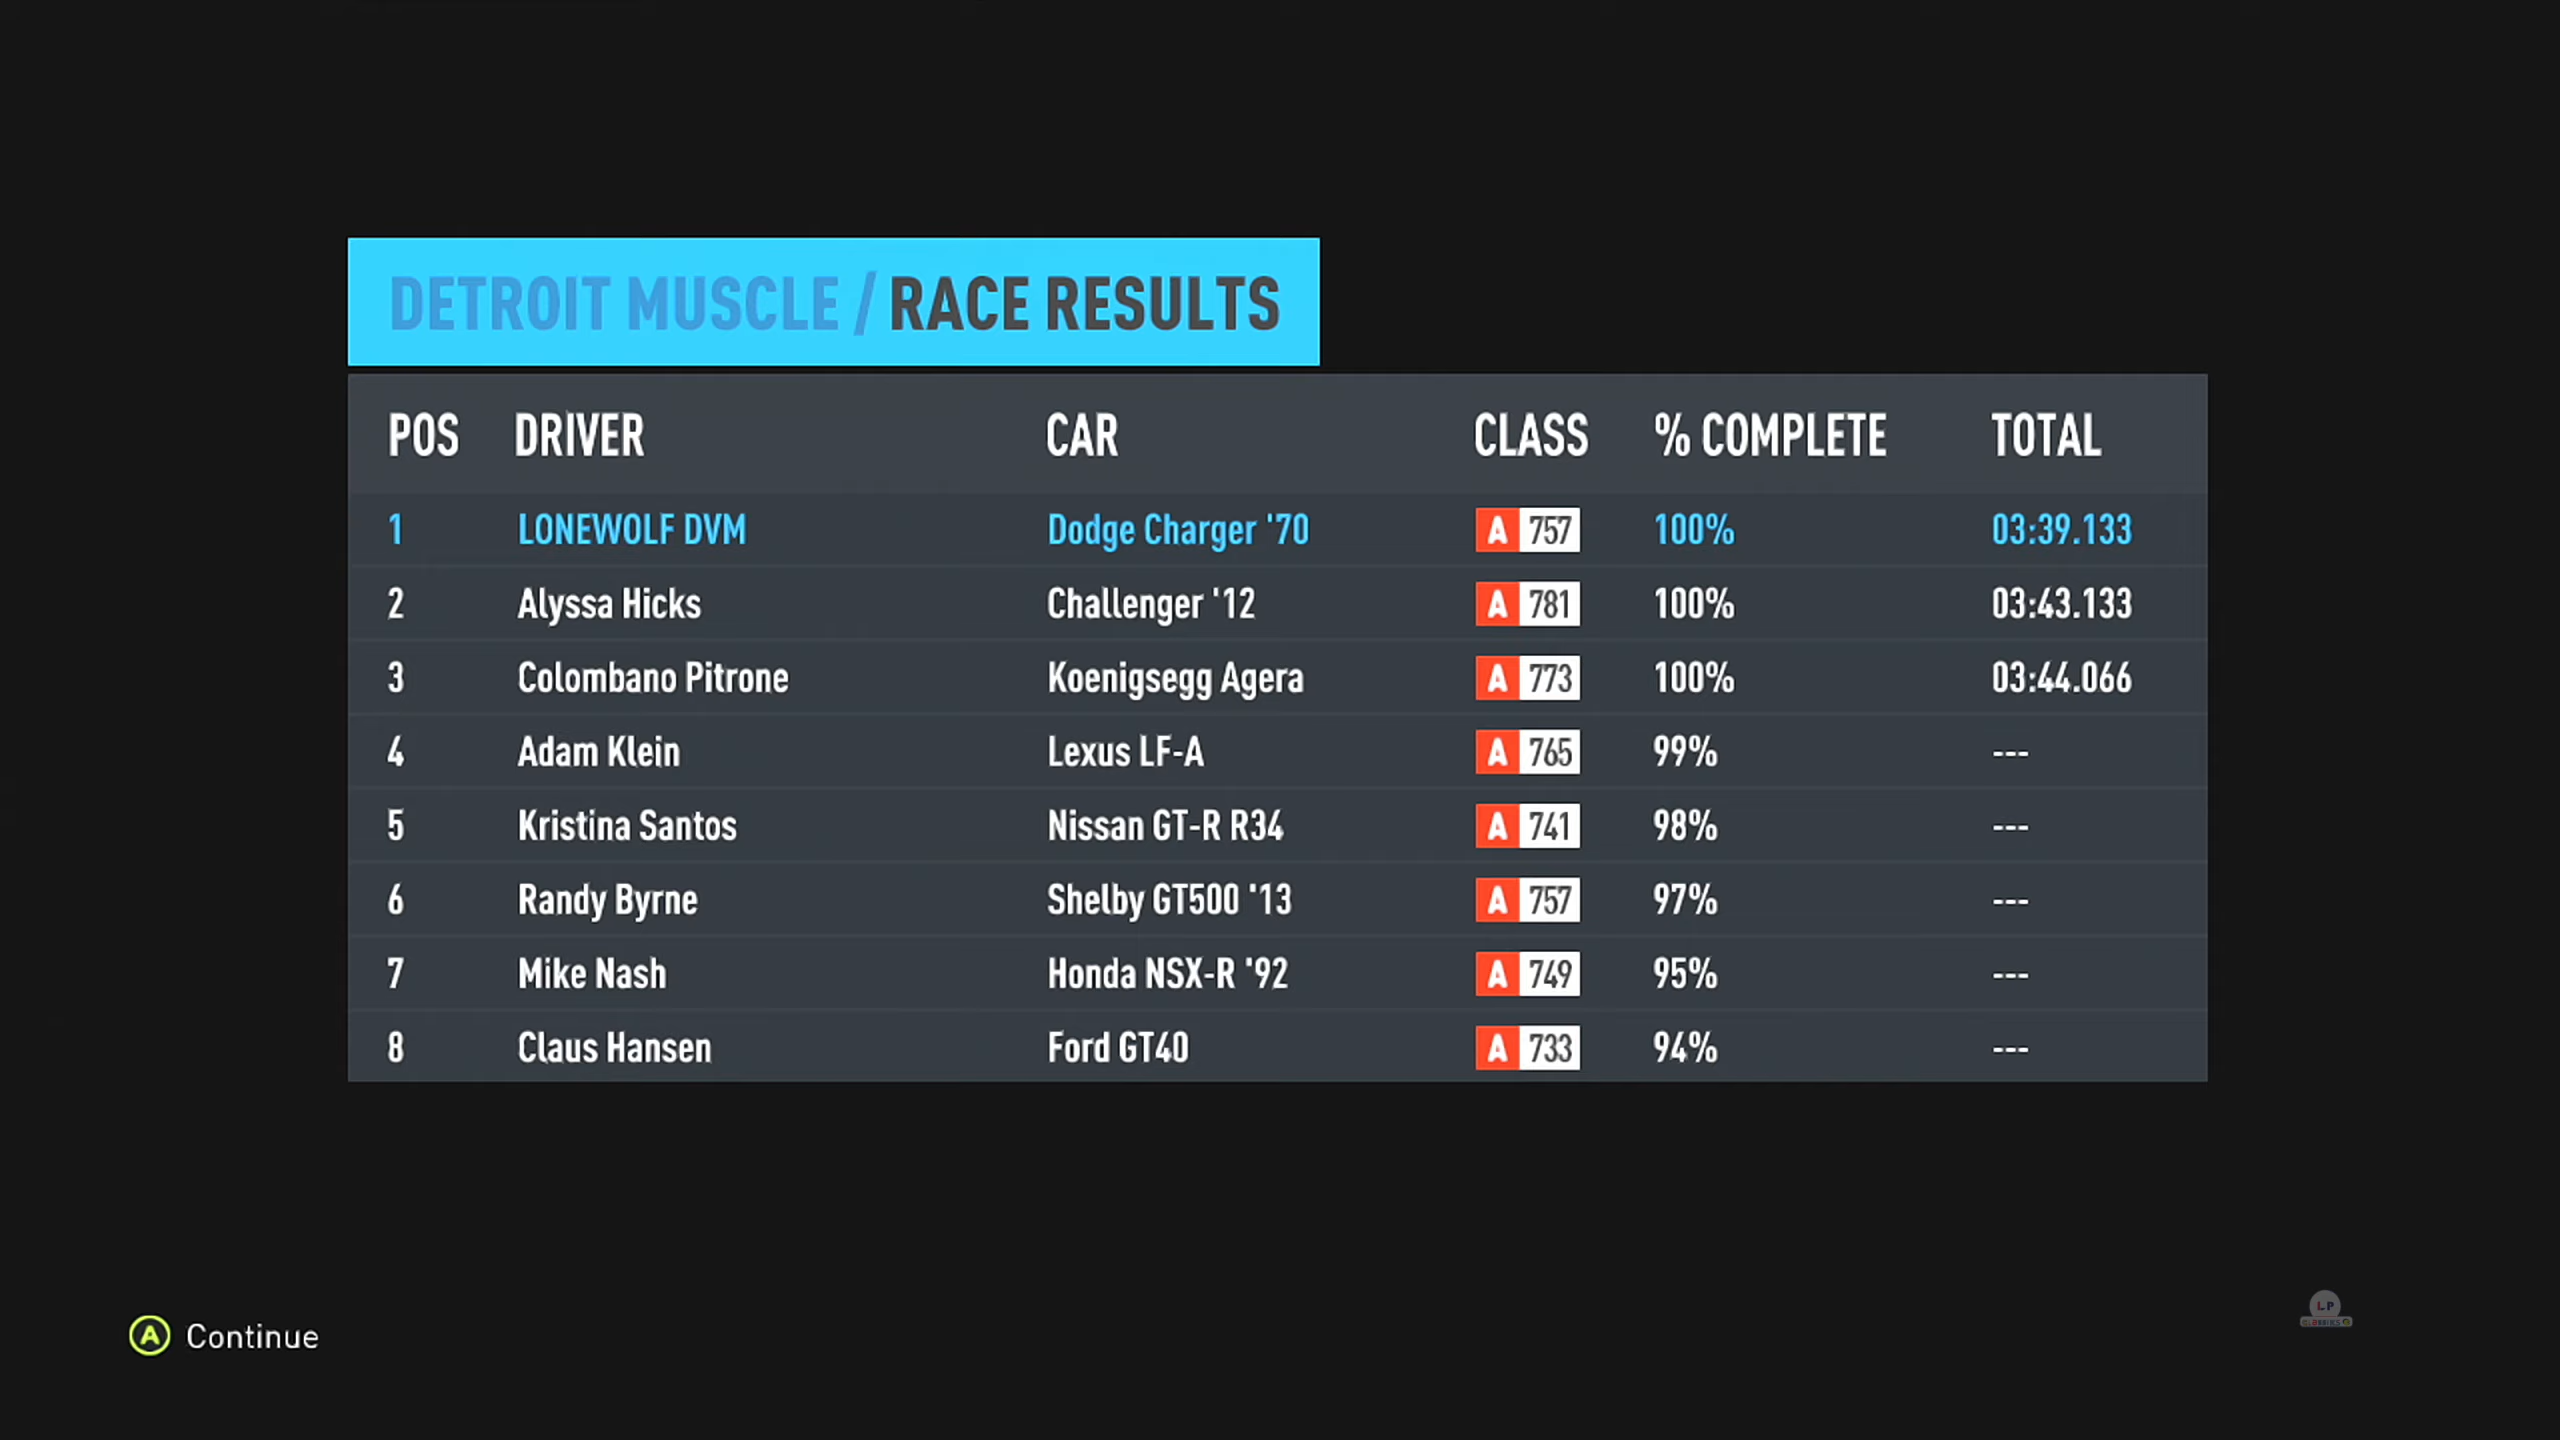 DETROIT MUSCLE / RACE RESULTS
POS DRIVER CAR CLASS % COMPLETE TOTAL
1 LONEWOLF DVM Dodge Charger '70 A 757 100% 03:39.133
2 Alyssa Hicks Challenger '12 A 781 100% 03:43.133
3 Colombano Pitrone Koenigsegg Agera A 773 100% 03:44.066
4 Adam Klein Lexus LF-A A 765 99% ---
5 Kristina Santos Nissan GT-R R34 A 741 98% ---
6 Randy Byrne Shelby GT500 '13 A 757 97% ---
7 Mike Nash Honda NSX-R '92 A 749 95% ---
8 Claus Hansen Ford GT40 A 733 94% ---
LP
A Continue